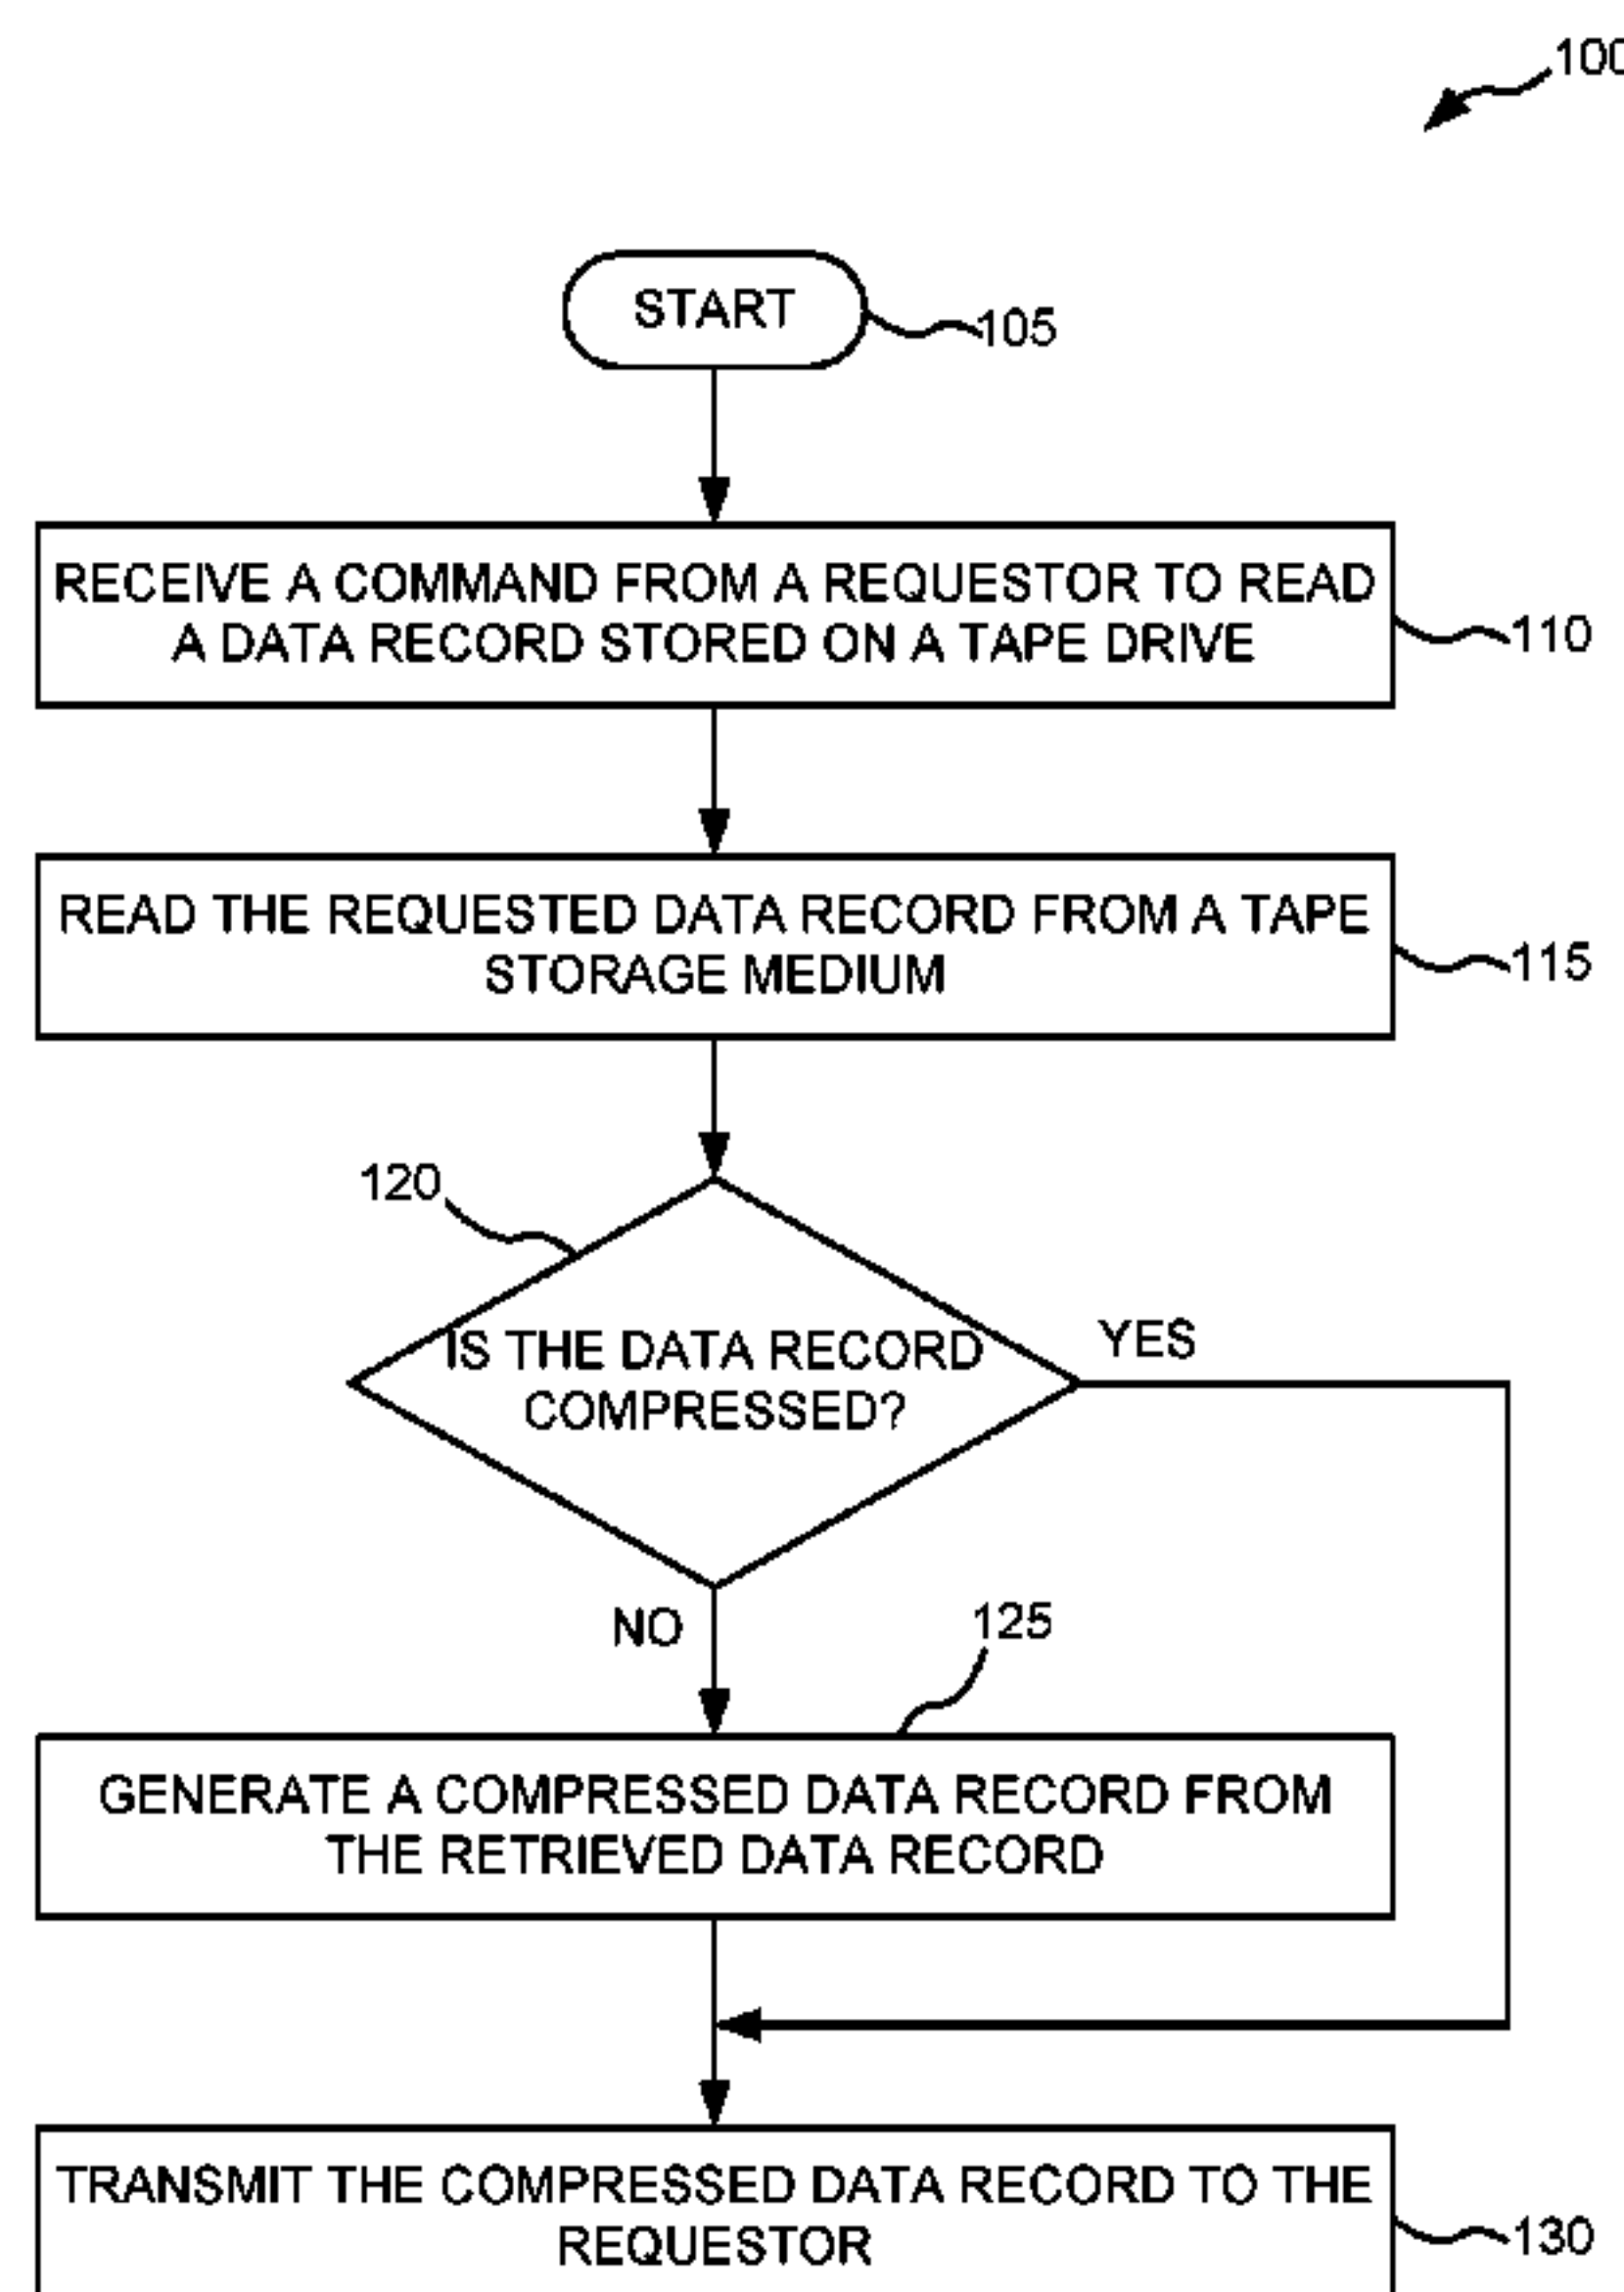 100
START
105
RECEIVE A COMMAND FROM A REQUESTOR TO READ
A DATA RECORD STORED ON A TAPE DRIVE
110
READ THE REQUESTED DATA RECORD FROM A TAPE
STORAGE MEDIUM
115
120
IS THE DATA RECORD
COMPRESSED?
YES
NO
125
GENERATE A COMPRESSED DATA RECORD FROM
THE RETRIEVED DATA RECORD
TRANSMIT THE COMPRESSED DATA RECORD TO THE
REQUESTOR
130